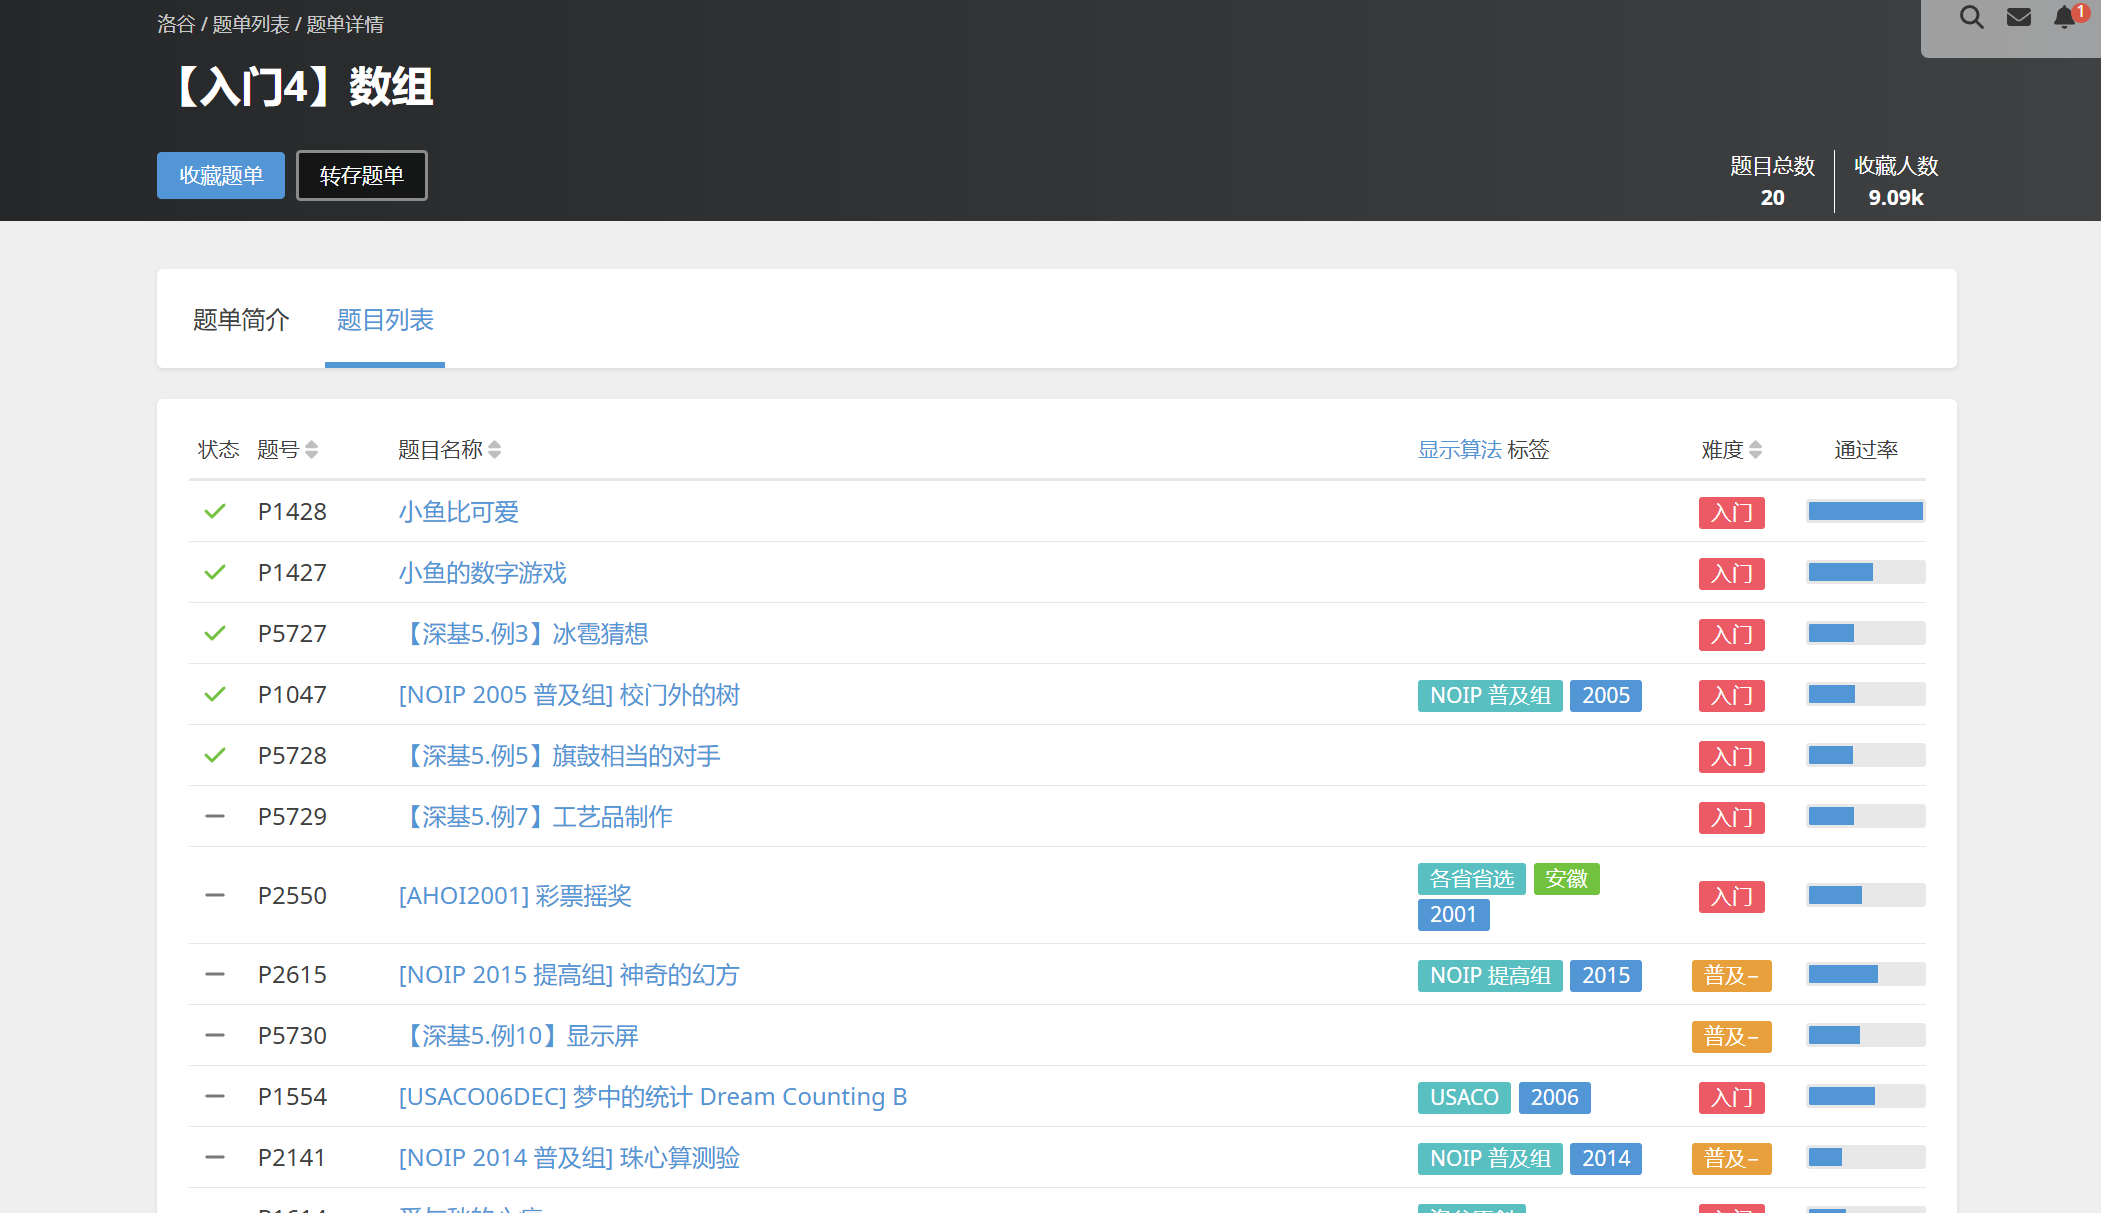 洛谷 / 题单列表 / 题单详情
1
【入门4】数组
收藏题单 转存题单
题目总数 收藏人数
20 9.09k
题单简介 题目列表
状态 题号 题目名称 显示算法 标签 难度 通过率
P1428 小鱼比可爱 入门
P1427 小鱼的数字游戏 入门
P5727 【深基5.例3】冰雹猜想 入门
P1047 [NOIP 2005 普及组] 校门外的树 NOIP 普及组 2005 入门
P5728 【深基5.例5】旗鼓相当的对手 入门
P5729 【深基5.例7】工艺品制作 入门
P2550 [AHOI2001] 彩票摇奖 各省省选 安徽 2001 入门
P2615 [NOIP 2015 提高组] 神奇的幻方 NOIP 提高组 2015 普及−
P5730 【深基5.例10】显示屏 普及−
P1554 [USACO06DEC] 梦中的统计 Dream Counting B USACO 2006 入门
P2141 [NOIP 2014 普及组] 珠心算测验 NOIP 普及组 2014 普及−